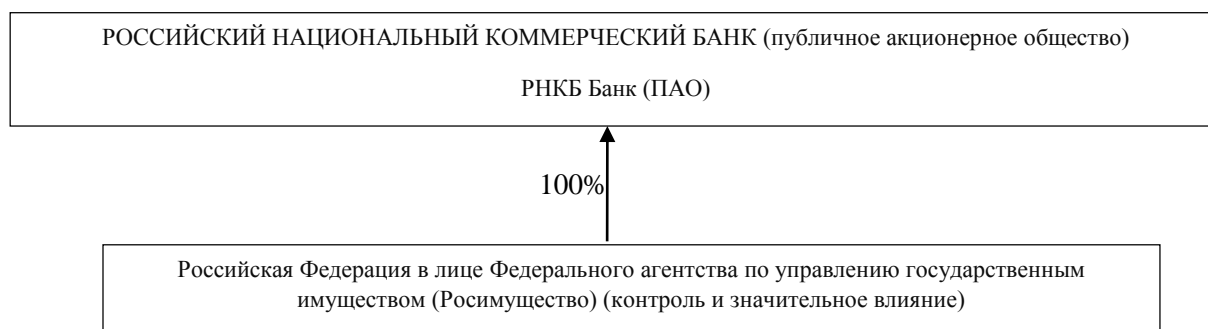 РОССИЙСКИЙ НАЦИОНАЛЬНЫЙ КОММЕРЧЕСКИЙ БАНК (публичное акционерное общество)
РНКБ Банк (ПАО)
100%
Российская Федерация в лице Федерального агентства по управлению государственным
имуществом (Росимущество) (контроль и значительное влияние)